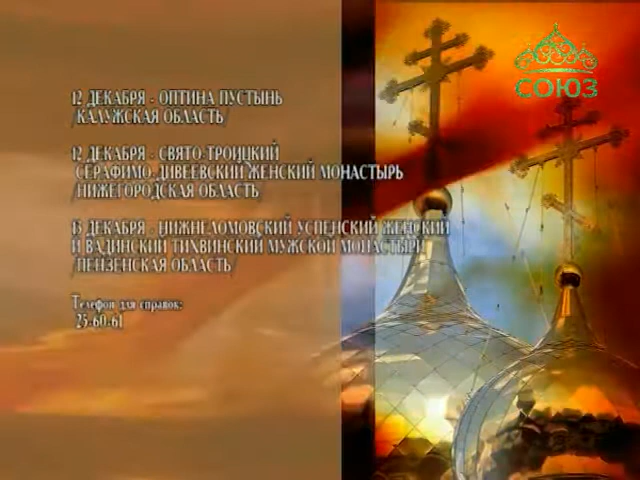 СОЮЗ
12 ДЕКАБРЯ - ОПТИНА ПУСТЫНЬ
/КАЛУЖСКАЯ ОБЛАСТЬ/
12 ДЕКАБРЯ - СВЯТО-ТРОИЦКИЙ
СЕРАФИМО-ДИВЕЕВСКИЙ ЖЕНСКИЙ МОНАСТЫРЬ
/НИЖЕГОРОДСКАЯ ОБЛАСТЬ/
13 ДЕКАБРЯ - НИЖНЕЛОМОВСКИЙ УСПЕНСКИЙ ЖЕНСКИЙ
И ВАДИНСКИЙ ТИХВИНСКИЙ МУЖСКОЙ МОНАСТЫРИ
/ПЕНЗЕНСКАЯ ОБЛАСТЬ/
Телефон для справок:
25-60-61